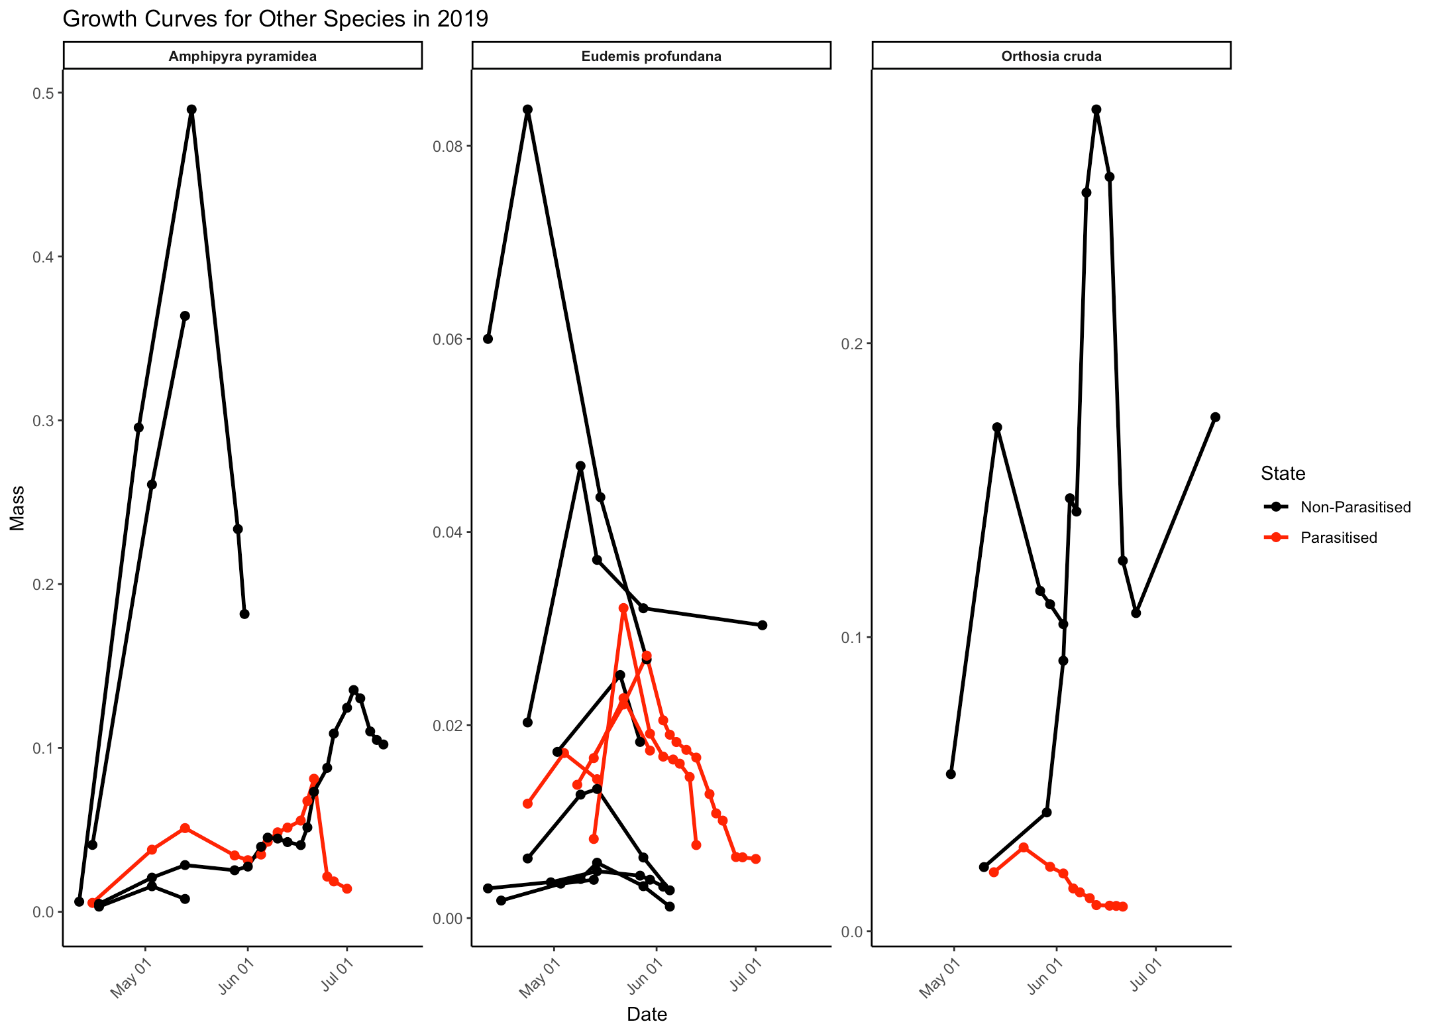 Growth Curves for Other Species in 2019
Amphipyra pyramidea
Eudemis profundana
Orthosia cruda
Mass
0.5
0.4
0.3
0.2
0.1
0.0
0.08
0.06
0.04
0.02
0.00
0.2
0.1
0.0
May 01
Jun 01
Jul 01
May 01
Jun 01
Jul 01
May 01
Jun 01
Jul 01
Date
State
Non-Parasitised
Parasitised